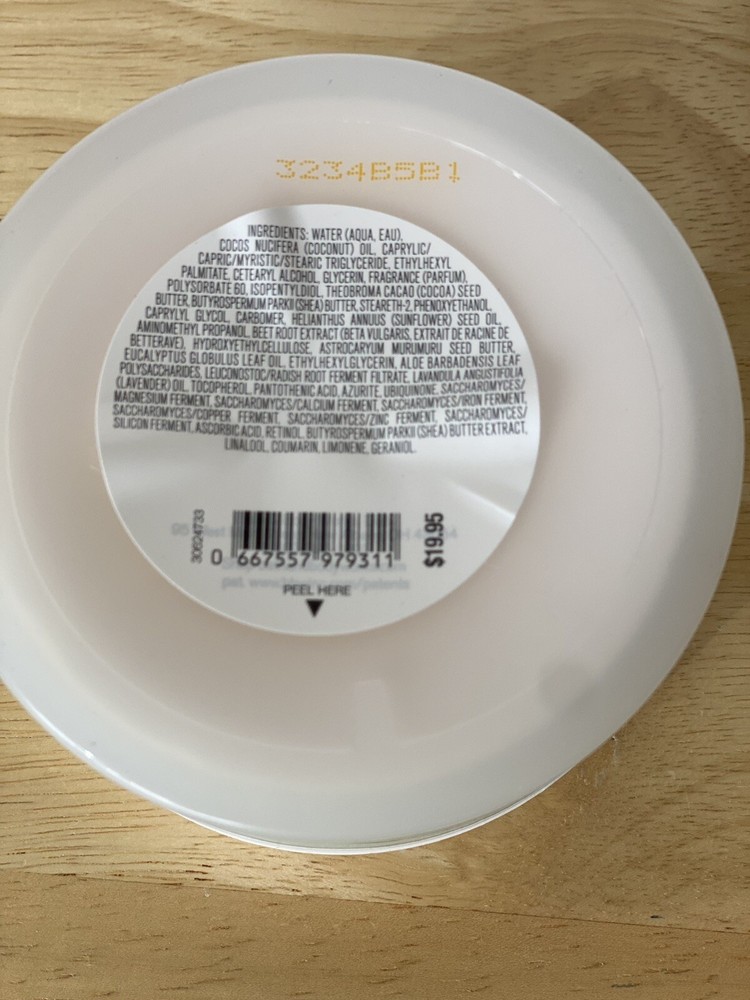 3234B5B1
INGREDIENTS: WATER (AQUA, EAU),
COCOS NUCIFERA (COCONUT) OIL, CAPRYLIC/
CAPRIC/MYRISTIC/STEARIC TRIGLYCERIDE, ETHYLHEXYL
PALMITATE, CETEARYL ALCOHOL, GLYCERIN, FRAGRANCE (PARFUM),
POLYSORBATE 60, ISOPENTYLDIOL, THEOBROMA CACAO (COCOA) SEED
BUTTER, BUTYROSPERMUM PARKII (SHEA) BUTTER, STEARETH-2, PHENOXYETHANOL,
CAPRYLYL GLYCOL, CARBOMER, HELIANTHUS ANNUUS (SUNFLOWER) SEED OIL,
AMINOMETHYL PROPANOL, BEET ROOT EXTRACT (BETA VULGARIS, EXTRAIT DE RACINE DE
BETTERAVE), HYDROXYETHYLCELLULOSE, ASTROCARYUM MURUMURU SEED BUTTER,
EUCALYPTUS GLOBULUS LEAF OIL, ETHYLHEXYLGLYCERIN, ALOE BARBADENSIS LEAF
POLYSACCHARIDES, LEUCONOSTOC/RADISH ROOT FERMENT FILTRATE, LAVANDULA ANGUSTIFOLIA
(LAVENDER) OIL, TOCOPHEROL, PANTOTHENIC ACID, AZURITE, UBIQUINONE, SACCHAROMYCES/
MAGNESIUM FERMENT, SACCHAROMYCES/CALCIUM FERMENT, SACCHAROMYCES/IRON FERMENT,
SACCHAROMYCES/COPPER FERMENT, SACCHAROMYCES/ZINC FERMENT, SACCHAROMYCES/
SILICON FERMENT, ASCORBIC ACID, RETINOL, BUTYROSPERMUM PARKII (SHEA) BUTTER EXTRACT,
LINALOOL, COUMARIN, LIMONENE, GERANIOL.
30624733
0 667557 979311
$19.95
PEEL HERE